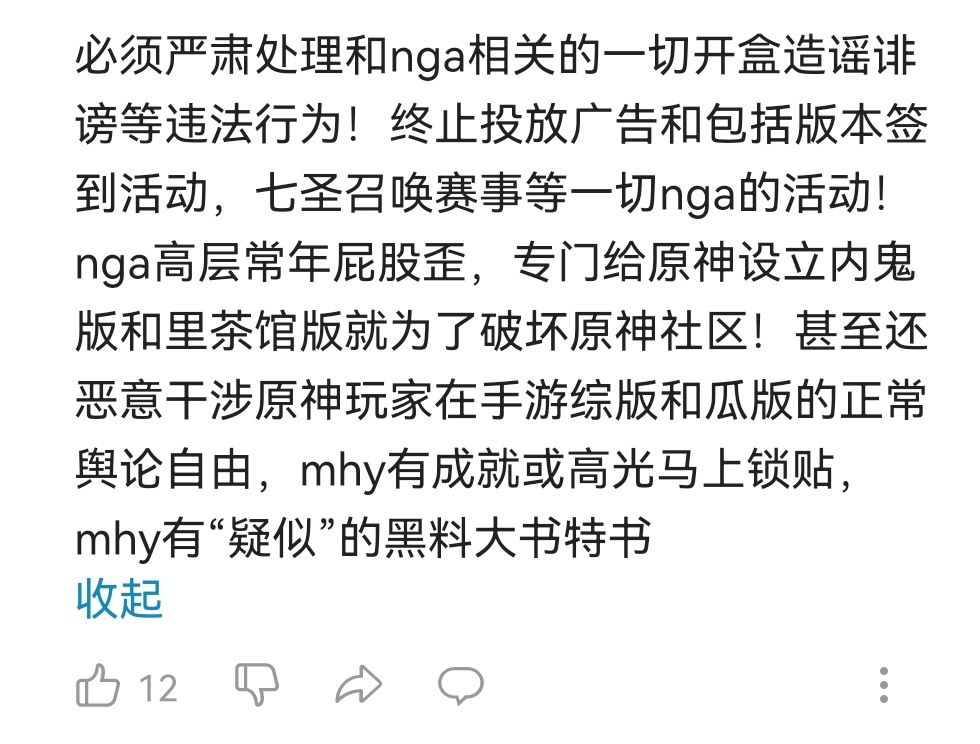 必须严肃处理和nga相关的一切开盒造谣诽
谤等违法行为！终止投放广告和包括版本签
到活动，七圣召唤赛事等一切nga的活动！
nga高层常年屁股歪，专门给原神设立内鬼
版和里茶馆版就为了破坏原神社区！甚至还
恶意干涉原神玩家在手游综版和瓜版的正常
舆论自由，mhy有成就或高光马上锁贴，
mhy有“疑似”的黑料大书特书
收起
12